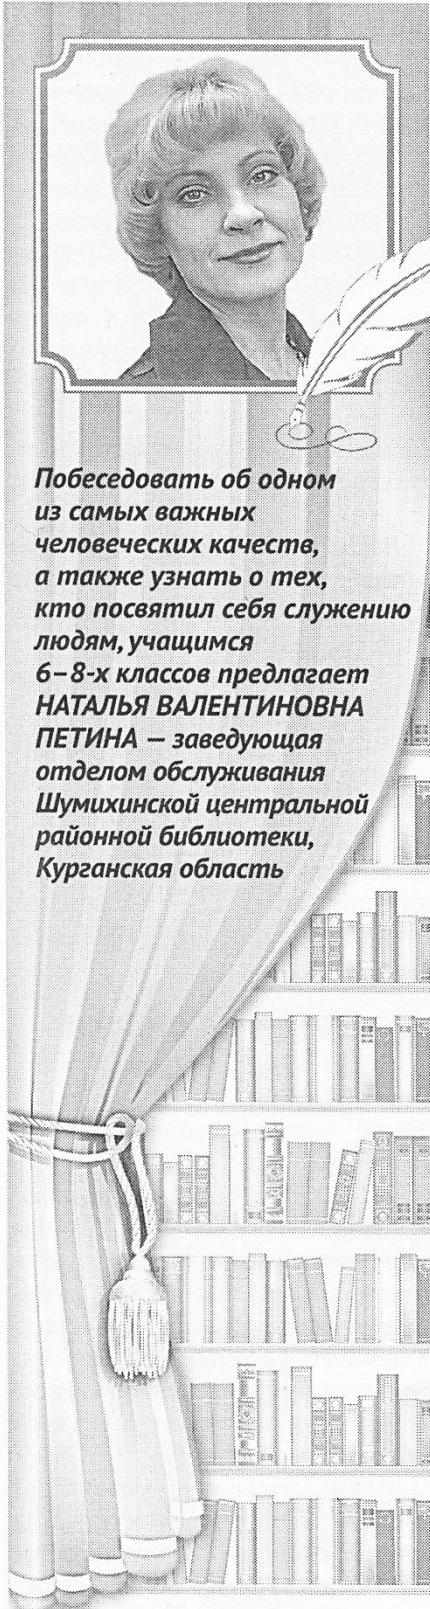 Побеседовать об одном
из самых важных
человеческих качеств,
а также узнать о тех,
кто посвятил себя служению
людям, учащимся
6–8-х классов предлагает
НАТАЛЬЯ ВАЛЕНТИНОВНА
ПЕТИНА — заведующая
отделом обслуживания
Шумихинской центральной
районной библиотеки,
Курганская область